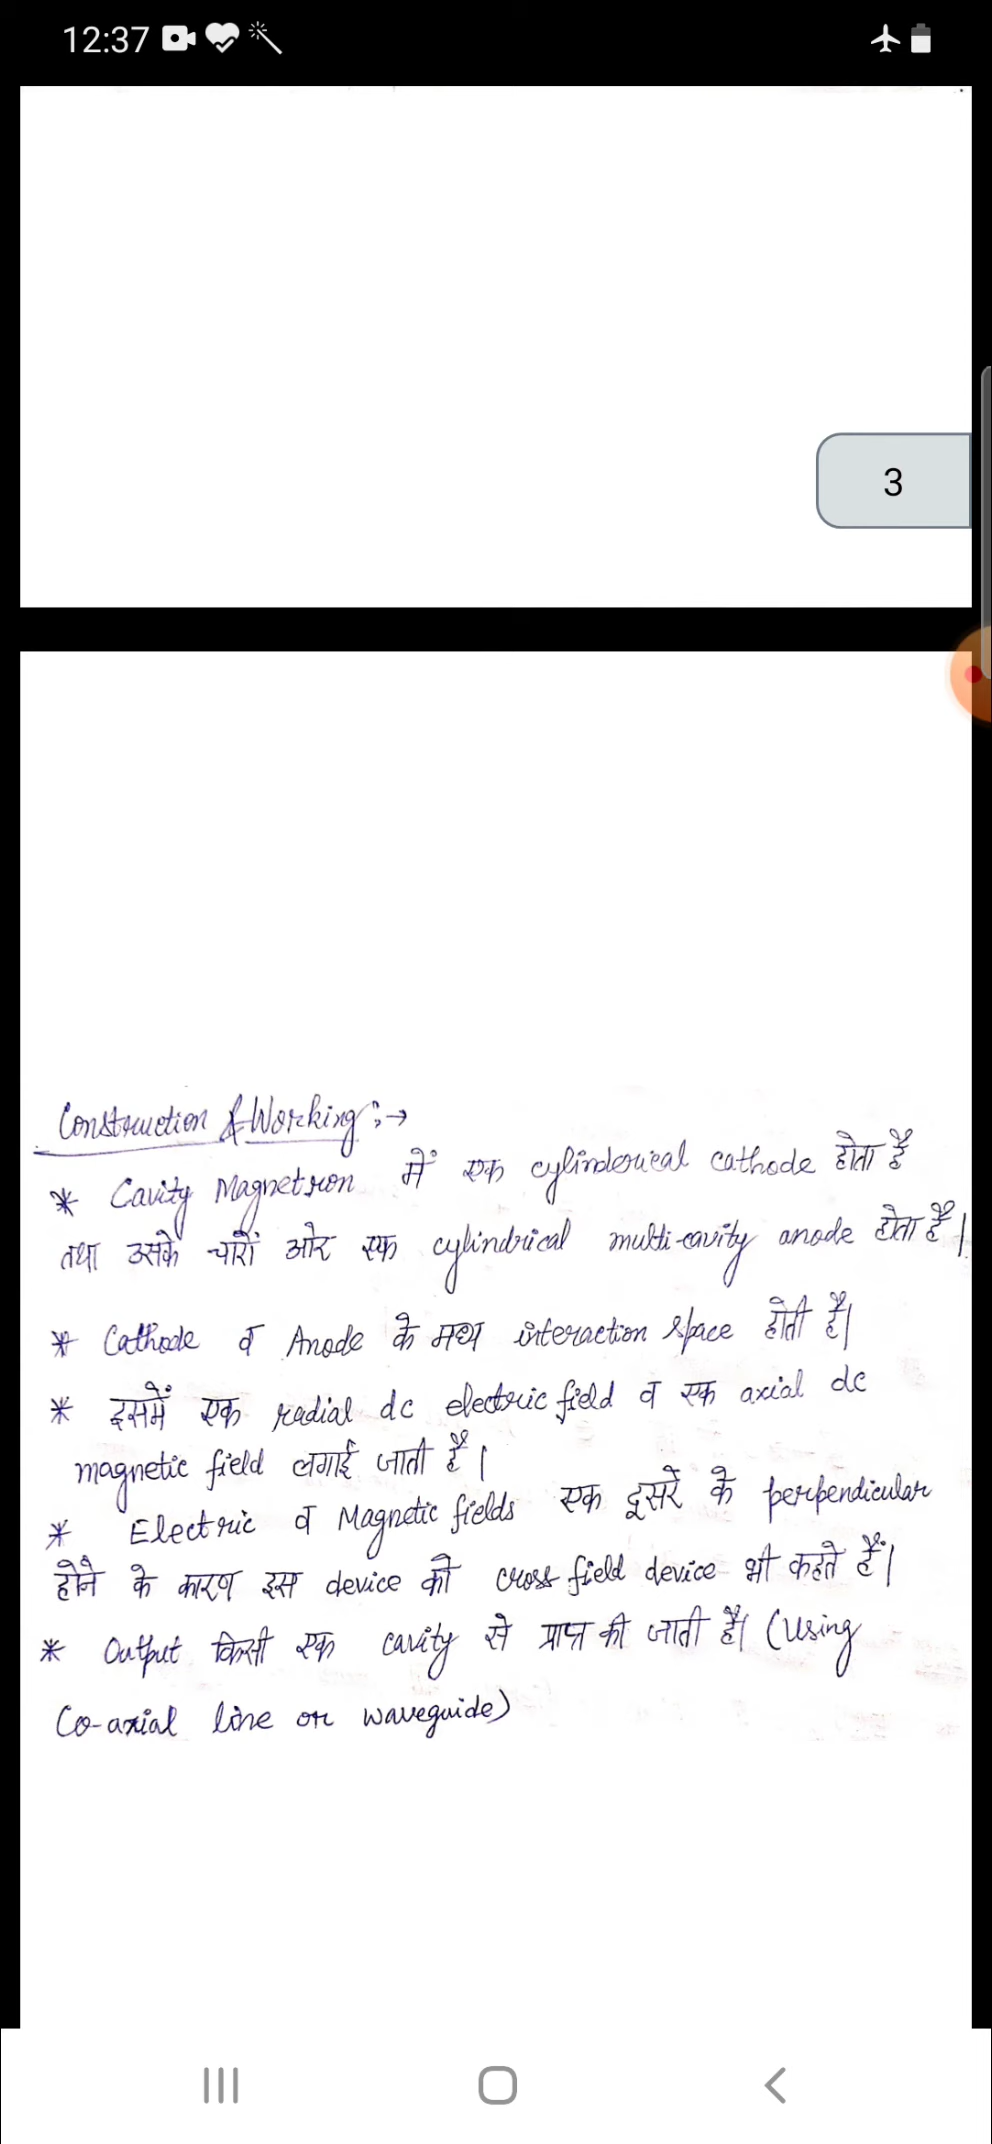 12:37
3
Construction & Working :→
* Cavity Magnetron में एक cylinderical cathode होता है
तथा उसके चारों ओर एक cylindrical multi-cavity anode होता है।
* Cathode व Anode के मध्य interaction space होती है।
* इसमें एक radial dc electric field व एक axial dc
magnetic field लगाई जाती है।
* Electric व Magnetic fields एक दूसरे के perpendicular
होने के कारण इस device को cross field device भी कहते हैं।
* Output किसी एक cavity से प्राप्त की जाती है। (Using
Co-axial line or waveguide)